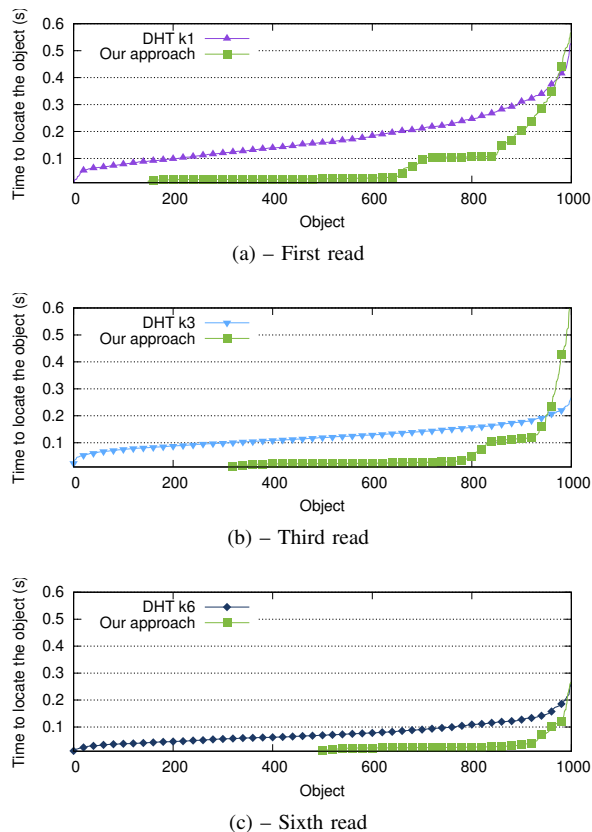 Time to locate the object (s)
0.6
0.5
0.4
0.3
0.2
0.1
DHT k1
Our approach
0 200 400 600 800 1000
Object
(a) – First read
Time to locate the object (s)
0.6
0.5
0.4
0.3
0.2
0.1
DHT k3
Our approach
0 200 400 600 800 1000
Object
(b) – Third read
Time to locate the object (s)
0.6
0.5
0.4
0.3
0.2
0.1
DHT k6
Our approach
0 200 400 600 800 1000
Object
(c) – Sixth read